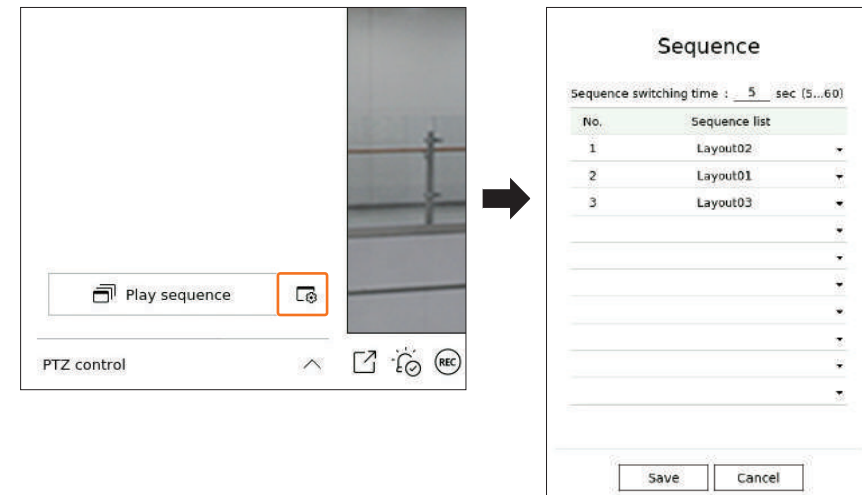 Play sequence
PTZ control
REC
Sequence
Sequence switching time : 5 sec (5...60)
No. Sequence list
1 Layout02
2 Layout01
3 Layout03
Save Cancel